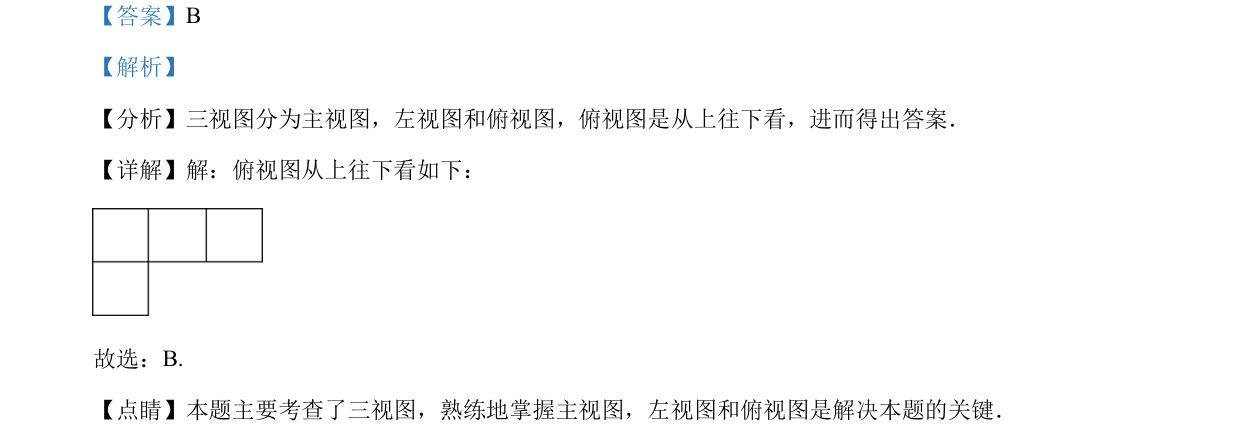 【答案】B
【解析】
【分析】三视图分为主视图，左视图和俯视图，俯视图是从上往下看，进而得出答案．
【详解】解：俯视图从上往下看如下：
故选：B.
【点睛】本题主要考查了三视图，熟练地掌握主视图，左视图和俯视图是解决本题的关键．